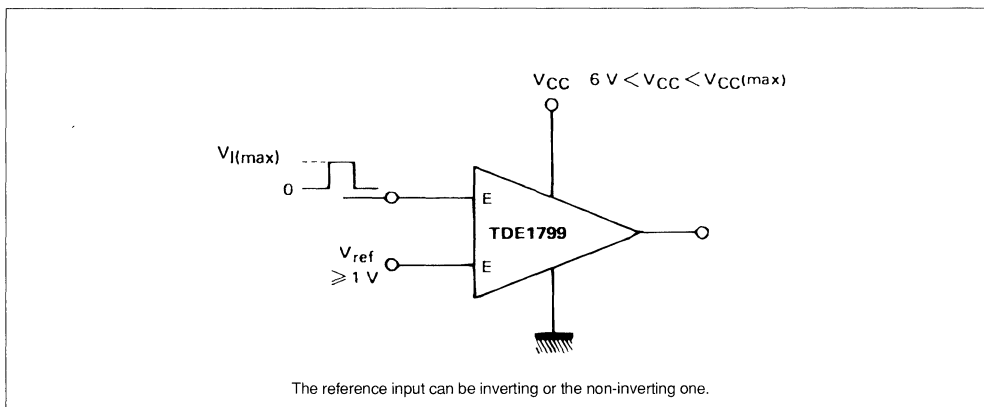 VCC 6 V < VCC < VCC(max)
VI(max)
0
E
TDE1799
Vref
⩾ 1 V
E
The reference input can be inverting or the non-inverting one.